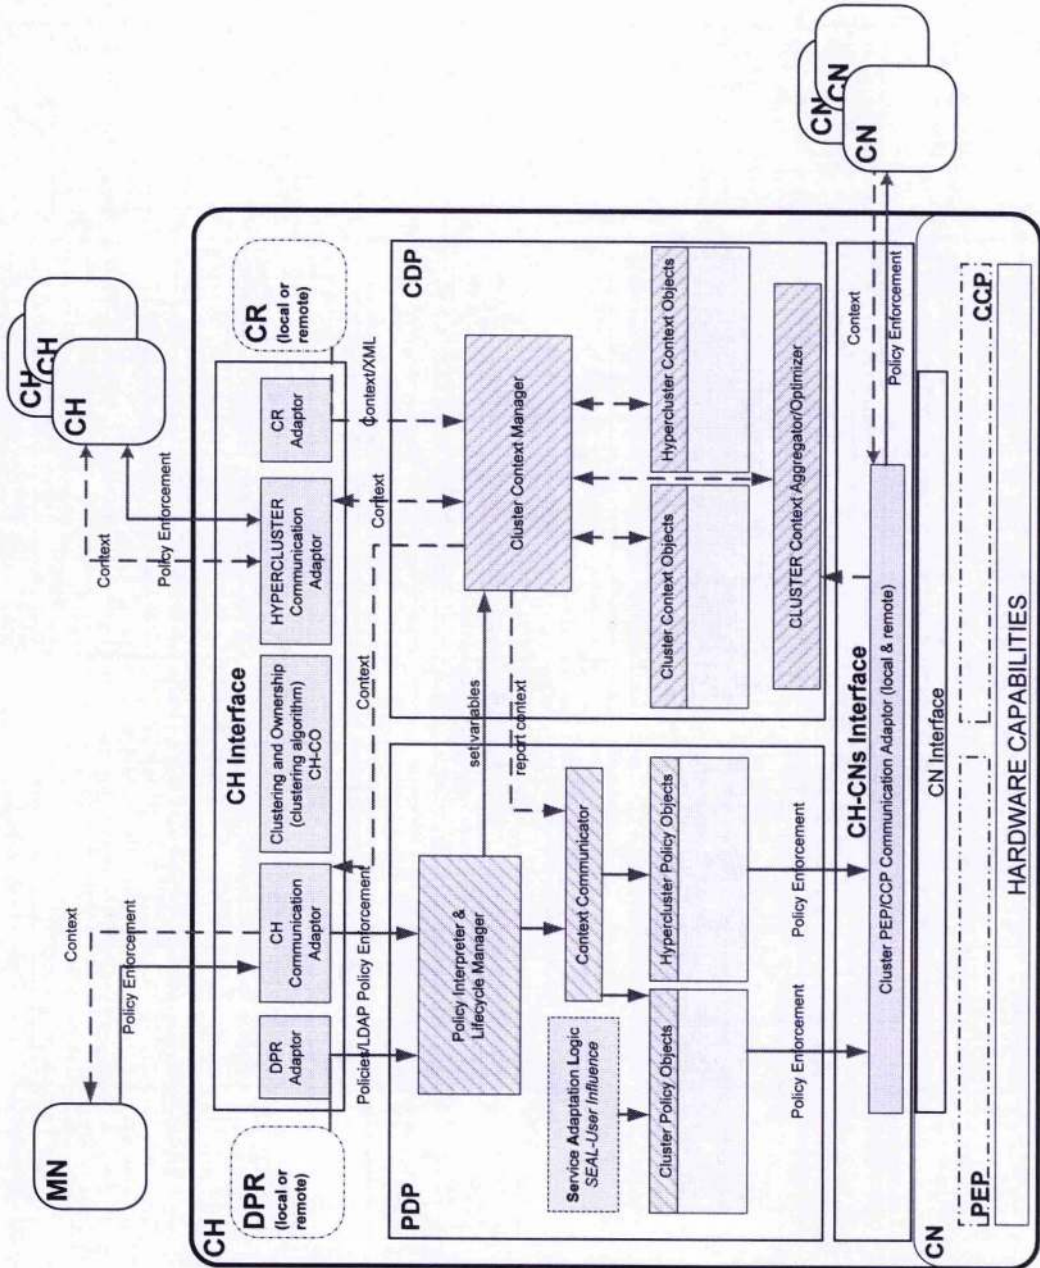 MN
Context
Policy Enforcement
CH
CH
CH
Context
Policy Enforcement
CH
CH Interface
DPR
(local or
remote)
DPR
Adaptor
CH
Communication
Adaptor
Clustering and Ownership
(clustering algorithm)
CH-CO
HYPERCLUSTER
Communication
Adaptor
CR
Adaptor
CR
(local or
remote)
Policies/LDAP
Policy Enforcement
Context
Context
Context/XML
PDP
Policy Interpreter &
Lifecycle Manager
set variables
report context
Context Communicator
Service Adaptation Logic
SEAL-User Influence
Cluster Policy Objects
Hypercluster Policy Objects
Policy Enforcement
Policy Enforcement
CDP
Cluster Context Manager
Cluster Context Objects
Hypercluster Context Objects
CLUSTER Context Aggregator/Optimizer
CH-CNs Interface
Cluster PEP/CCP Communication Adaptor (local & remote)
Context
Policy Enforcement
CN
CN
CN
CN
CN Interface
PEP
CCP
HARDWARE CAPABILITIES